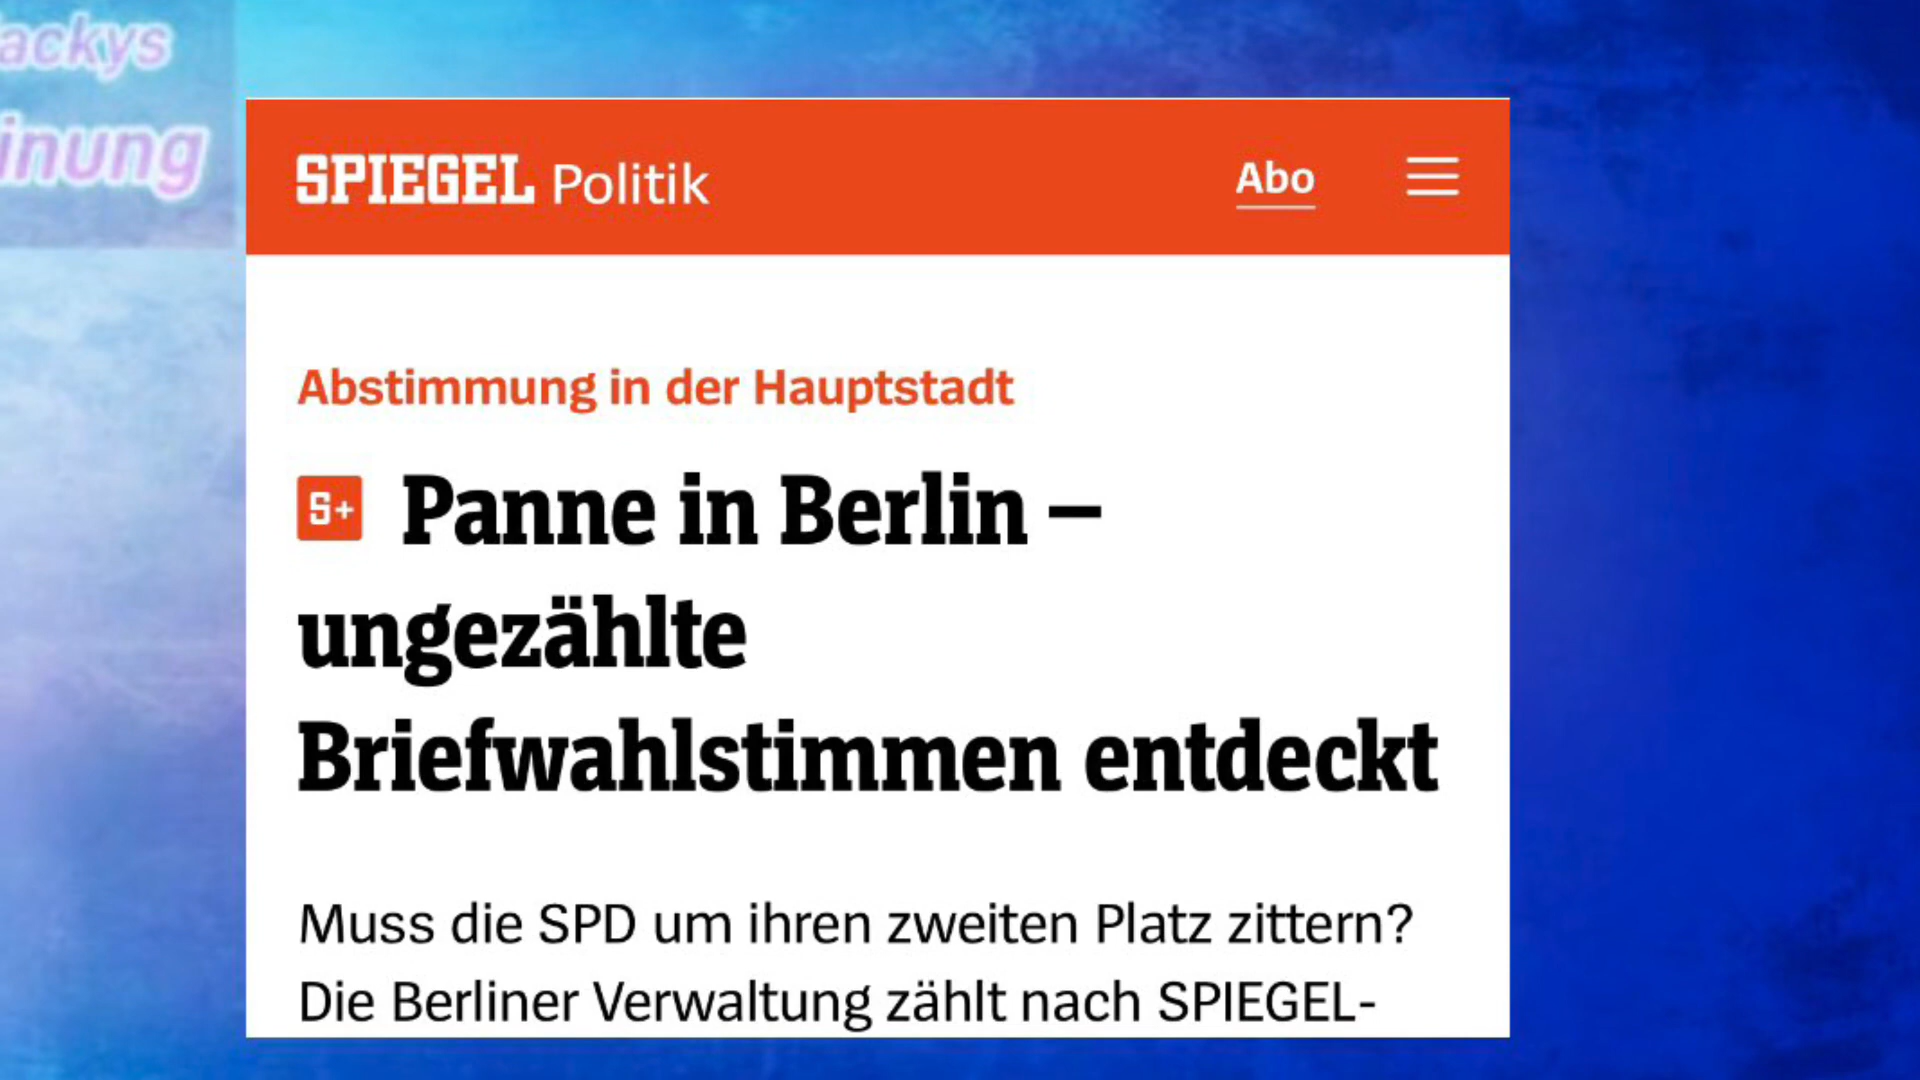 inung
SPIEGEL Politik
Abo
Abstimmung in der Hauptstadt
S+ Panne in Berlin –
ungezählte
Briefwahlstimmen entdeckt
Muss die SPD um ihren zweiten Platz zittern?
Die Berliner Verwaltung zählt nach SPIEGEL-